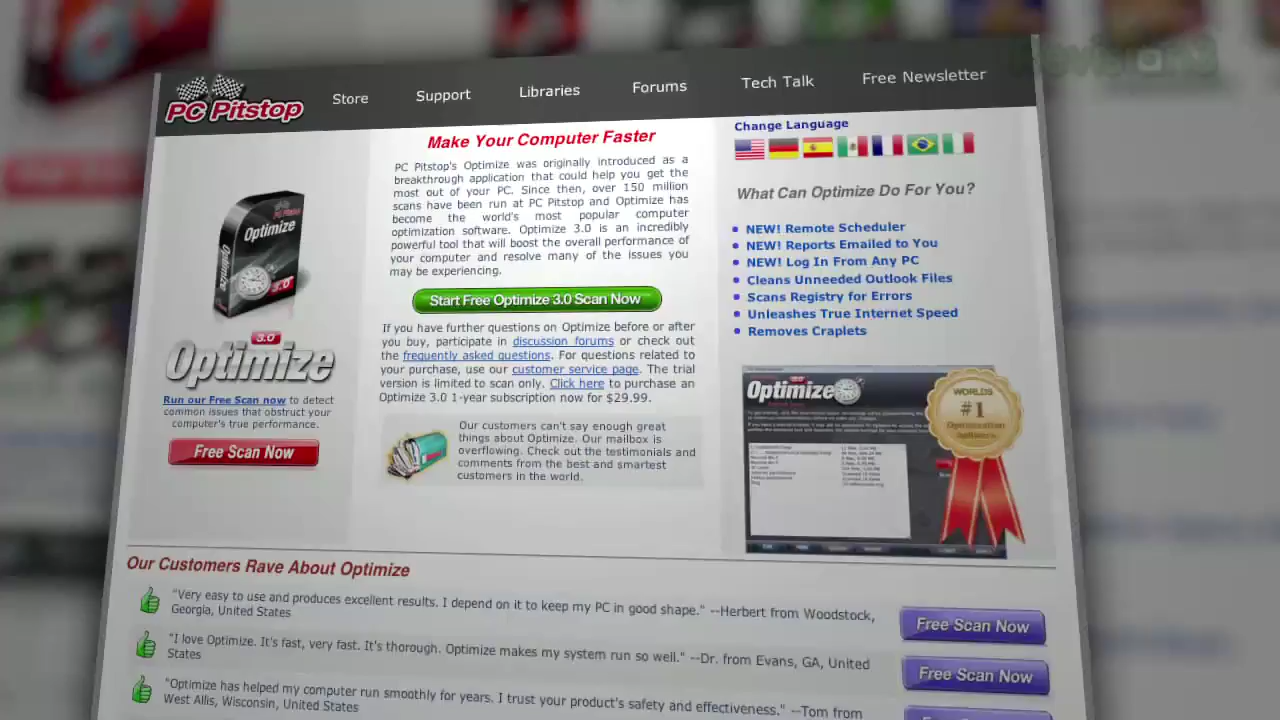 PC Pitstop
Store
Support
Libraries
Forums
Tech Talk
Free Newsletter
Optimize
Optimize
3.0
3.0
Optimize
Run our Free Scan now to detect
common issues that obstruct your
computer's true performance.
Free Scan Now
Make Your Computer Faster
PC Pitstop's Optimize was originally introduced as a
breakthrough application that could help you get the
most out of your PC. Since then, over 150 million
scans have been run at PC Pitstop and Optimize has
become the world's most popular computer
optimization software. Optimize 3.0 is an incredibly
powerful tool that will boost the overall performance of
your computer and resolve many of the issues you
may be experiencing.
Start Free Optimize 3.0 Scan Now
If you have further questions on Optimize before or after
you buy, participate in discussion forums or check out
the frequently asked questions. For questions related to
your purchase, use our customer service page. The trial
version is limited to scan only. Click here to purchase an
Optimize 3.0 1-year subscription now for $29.99.
Our customers can't say enough great
things about Optimize. Our mailbox is
overflowing. Check out the testimonials and
comments from the best and smartest
customers in the world.
Change Language
What Can Optimize Do For You?
NEW! Remote Scheduler
NEW! Reports Emailed to You
NEW! Log In From Any PC
Cleans Unneeded Outlook Files
Scans Registry for Errors
Unleashes True Internet Speed
Removes Craplets
3.0
Optimize
WORLDS
#1
Optimization
Software
Our Customers Rave About Optimize
"Very easy to use and produces excellent results. I depend on it to keep my PC in good shape." --Herbert from Woodstock,
Georgia, United States
Free Scan Now
"I love Optimize. It's fast, very fast. It's thorough. Optimize makes my system run so well." --Dr. from Evans, GA, United
States
Free Scan Now
"Optimize has helped my computer run smoothly for years. I trust your product's safety and effectiveness." --Tom from
West Allis, Wisconsin, United States